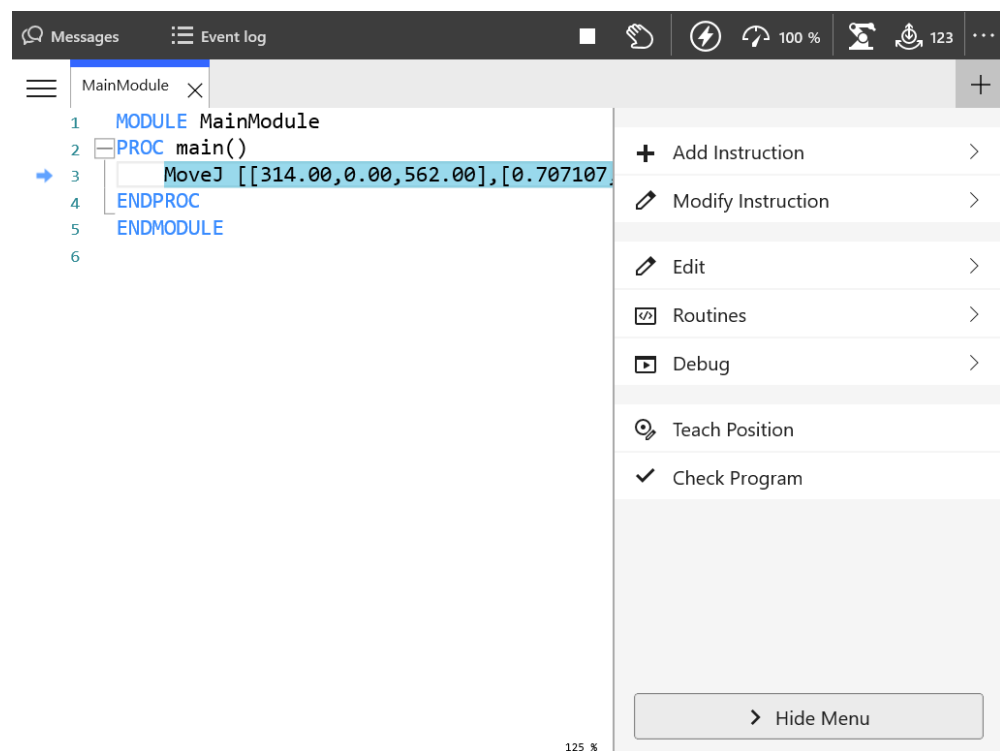 Messages Event log 100 % 123 ...
MainModule
1 MODULE MainModule
2 PROC main()
3 MoveJ [[314.00,0.00,562.00],[0.707107,
4 ENDPROC
5 ENDMODULE
6
125 %
Add Instruction
Modify Instruction
Edit
Routines
Debug
Teach Position
Check Program
Hide Menu